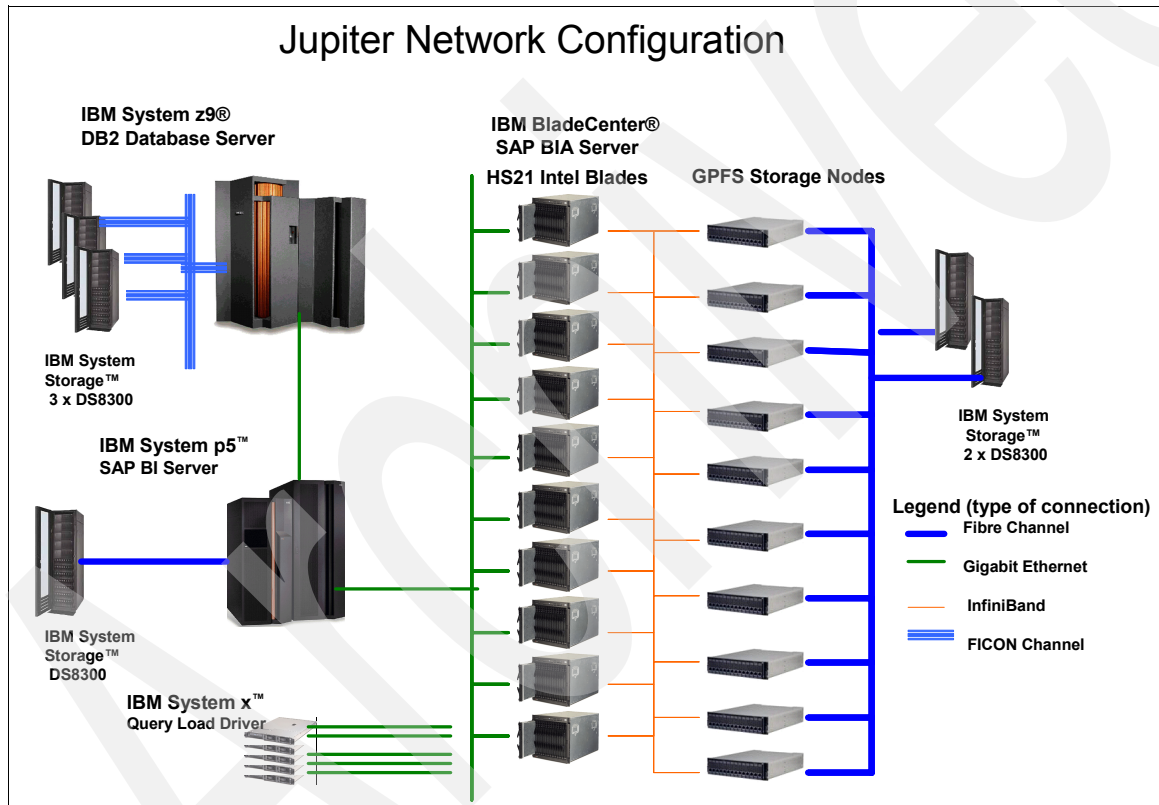 Jupiter Network Configuration
IBM System z9®
DB2 Database Server
IBM System
Storage™
3 x DS8300
IBM System p5™
SAP BI Server
IBM System
Storage™
DS8300
IBM System x™
Query Load Driver
IBM BladeCenter®
SAP BIA Server
HS21 Intel Blades
GPFS Storage Nodes
IBM System
Storage™
2 x DS8300
Legend (type of connection)
Fibre Channel
Gigabit Ethernet
InfiniBand
FICON Channel